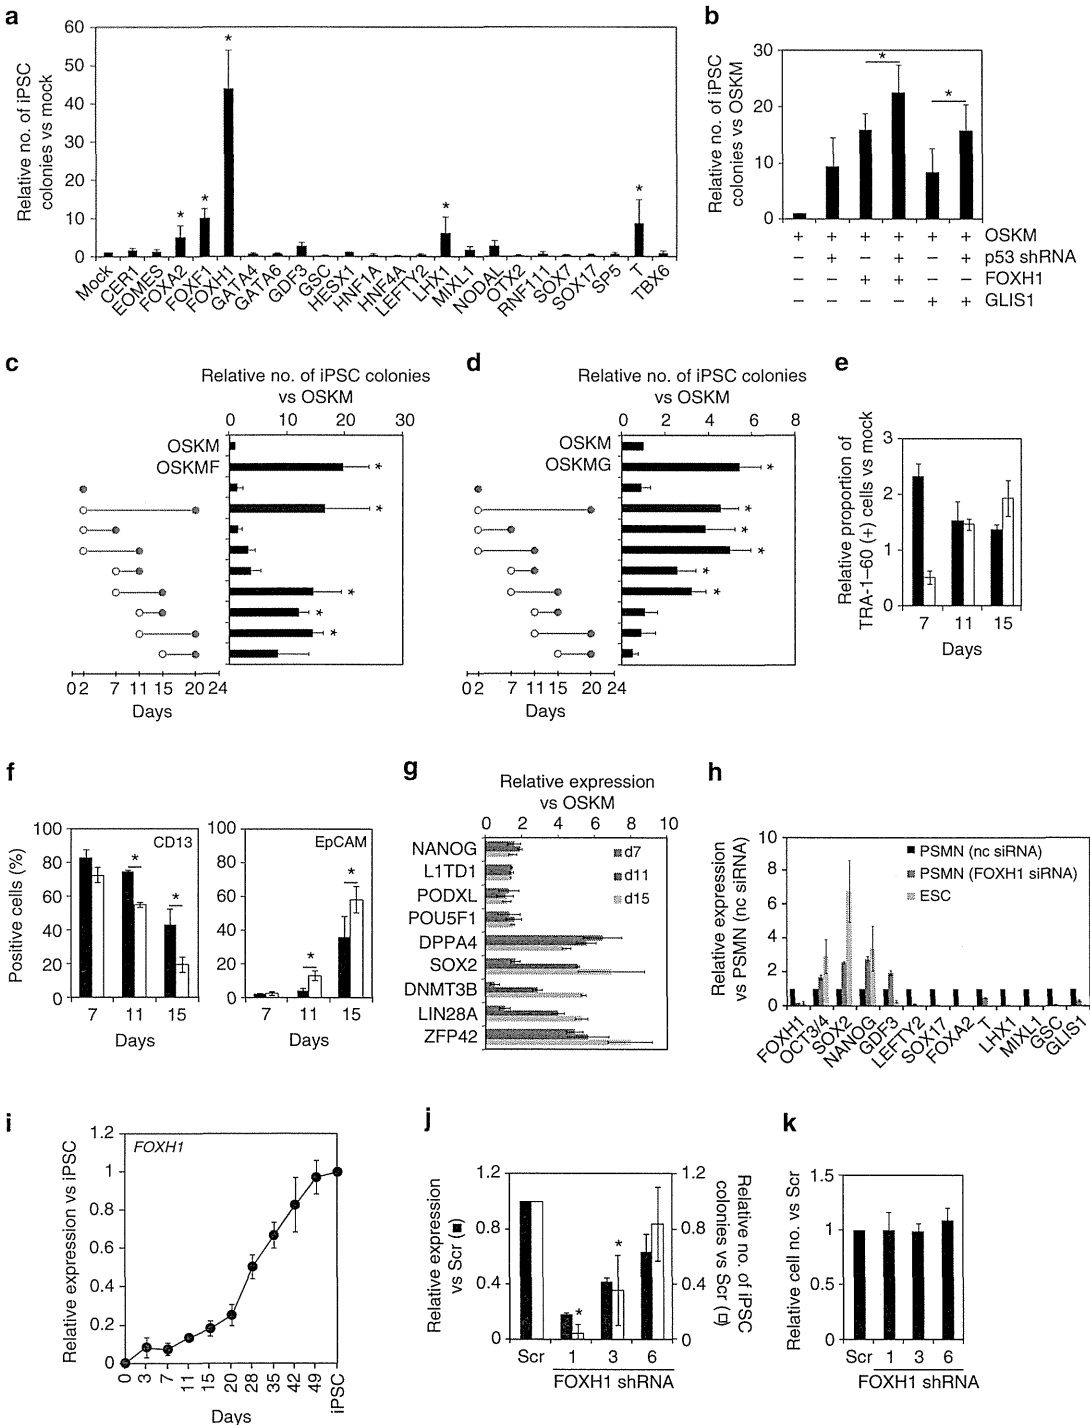 a
Relative no. of iPSC
colonies vs mock
60
50
40
30
20
10
0
*
*
*
*
*
Mock
CER1
EOMES
FOXA2
FOXF1
FOXH1
GATA4
GATA6
GDF3
GSC
HESX1
HNF1A
HNF4A
LEFTY2
LHX1
MIXL1
NODAL
OTX2
RNF111
SOX7
SOX17
SP5
T
TBX6
b
Relative no. of iPSC
colonies vs OSKM
30
20
10
0
*
*
+ + + + + + OSKM
– + – + – + p53 shRNA
– – + + – – FOXH1
– – – – + + GLIS1
c
Relative no. of iPSC colonies
vs OSKM
0 10 20 30
OSKM
OSKMF
*
*
*
*
*
0 2 7 11 15 20 24
Days
d
Relative no. of iPSC colonies
vs OSKM
0 2 4 6 8
OSKM
OSKMG
*
*
*
*
*
*
0 2 7 11 15 20 24
Days
e
Relative proportion of
TRA-1–60 (+) cells vs mock
3
2
1
0
7 11 15
Days
f
Positive cells (%)
100
80
60
40
20
0
CD13
*
*
7 11 15
Days
100
80
60
40
20
0
EpCAM
*
*
7 11 15
Days
g
Relative expression
vs OSKM
0 2 4 6 8 10
NANOG
L1TD1
PODXL
POU5F1
DPPA4
SOX2
DNMT3B
LIN28A
ZFP42
d7
d11
d15
h
Relative expression
vs PSMN (nc siRNA)
10
8
6
4
2
0
PSMN (nc siRNA)
PSMN (FOXH1 siRNA)
ESC
FOXH1
OCT3/4
SOX2
NANOG
GDF3
LEFTY2
SOX17
FOXA2
T
LHX1
MIXL1
GSC
GLIS1
i
Relative expression vs iPSC
1.2
1
0.8
0.6
0.4
0.2
0
FOXH1
0
3
7
11
15
20
28
35
42
49
iPSC
Days
j
Relative expression
vs Scr (■)
1.2
0.8
0.4
0
*
*
1.2
0.8
0.4
0
Relative no. of iPSC
colonies vs Scr (□)
Scr 1 3 6
FOXH1 shRNA
k
Relative cell no. vs Scr
1.5
1
0.5
0
Scr 1 3 6
FOXH1 shRNA